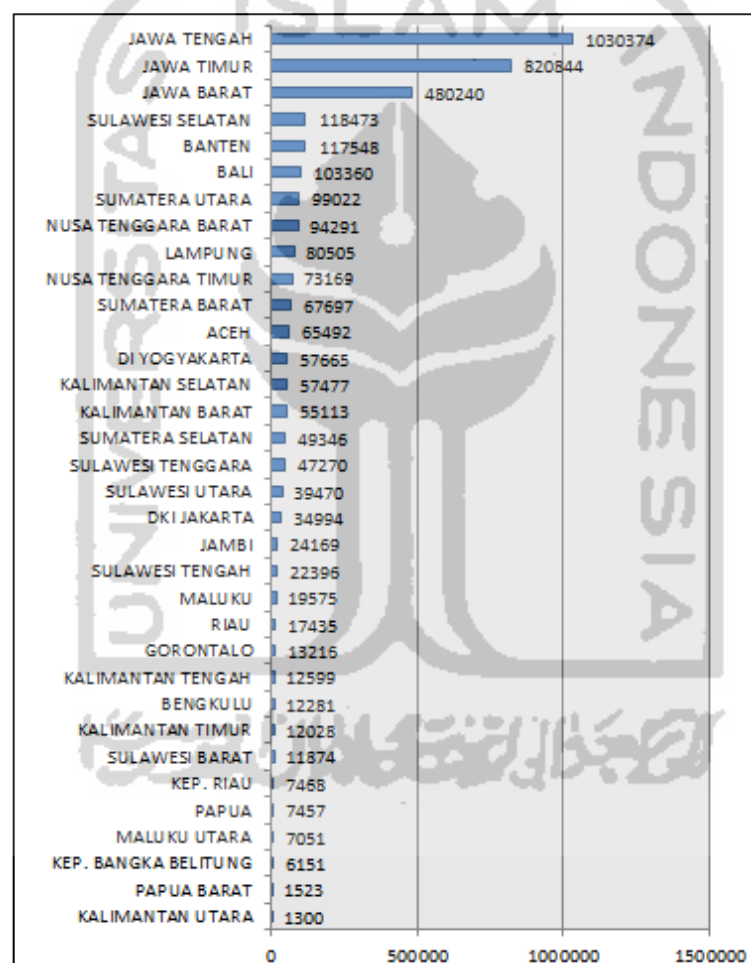 ISLAM
UNIVERSITAS
INDONESIA
JAWA TENGAH 1030374
JAWA TIMUR 820844
JAWA BARAT 480240
SULAWESI SELATAN 118473
BANTEN 117548
BALI 103360
SUMATERA UTARA 99022
NUSA TENGGARA BARAT 94291
LAMPUNG 80505
NUSA TENGGARA TIMUR 73169
SUMATERA BARAT 67697
ACEH 65492
DI YOGYAKARTA 57665
KALIMANTAN SELATAN 57477
KALIMANTAN BARAT 55113
SUMATERA SELATAN 49346
SULAWESI TENGGARA 47270
SULAWESI UTARA 39470
DKI JAKARTA 34994
JAMBI 24169
SULAWESI TENGAH 22396
MALUKU 19575
RIAU 17435
GORONTALO 13216
KALIMANTAN TENGAH 12599
BENGKULU 12281
KALIMANTAN TIMUR 12028
SULAWESI BARAT 11874
KEP. RIAU 7468
PAPUA 7457
MALUKU UTARA 7051
KEP. BANGKA BELITUNG 6151
PAPUA BARAT 1523
KALIMANTAN UTARA 1300
0 500000 1000000 1500000